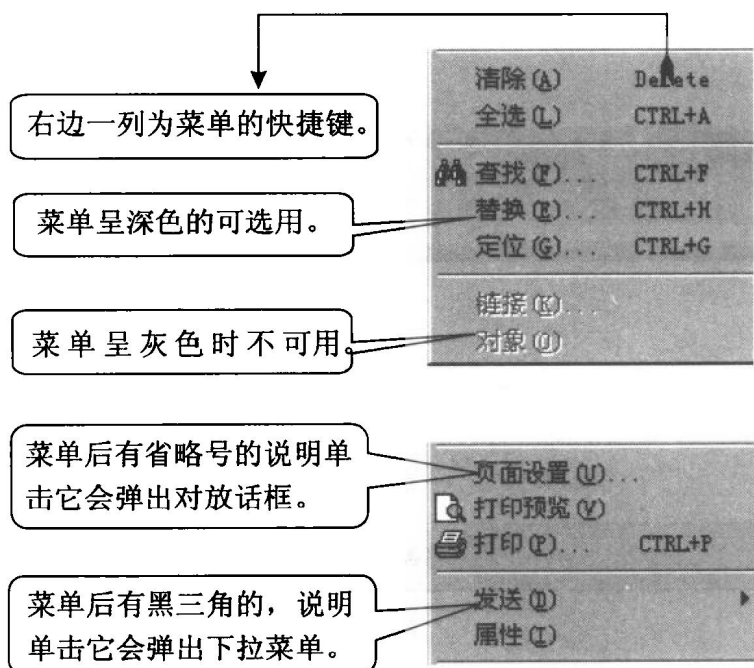 右边一列为菜单的快捷键。
清除(A) Delete
全选(L) CTRL+A
查找(F)... CTRL+F
菜单呈深色的可选用。
替换(E)... CTRL+H
定位(G)... CTRL+G
菜单呈灰色时不可用。
链接(K)...
对象(O)
菜单后有省略号的说明单
击它会弹出对放话框。
页面设置(U)...
打印预览(V)
打印(P)... CTRL+P
菜单后有黑三角的，说明
单击它会弹出下拉菜单。
发送(D)
属性(I)